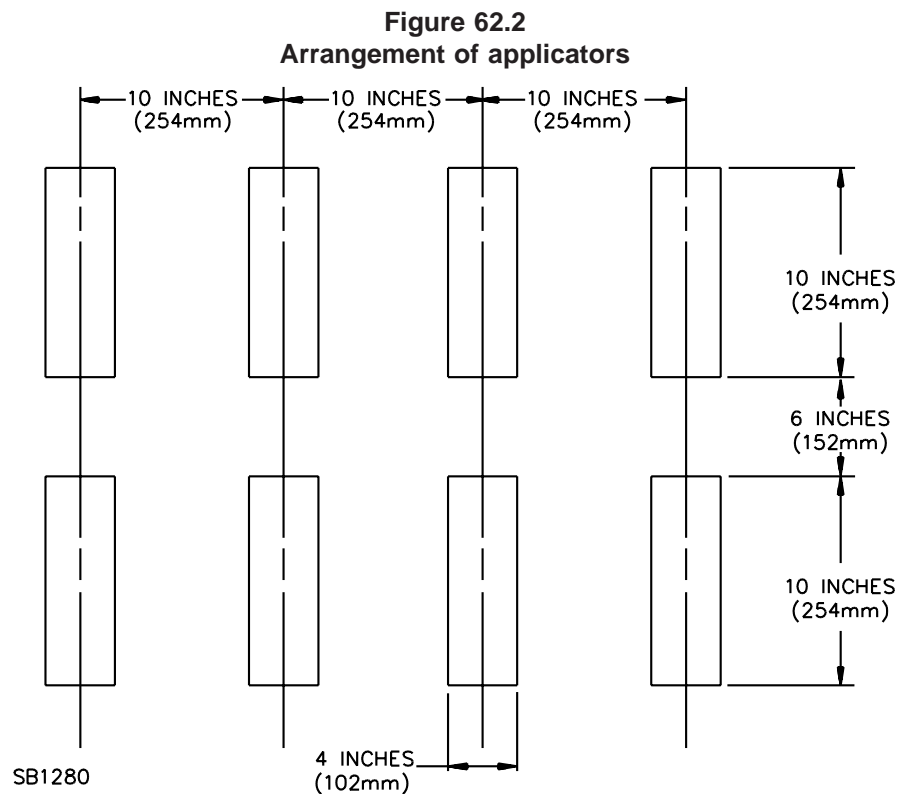 Figure 62.2
Arrangement of applicators
10 INCHES
(254mm)
10 INCHES
(254mm)
10 INCHES
(254mm)
10 INCHES
(254mm)
6 INCHES
(152mm)
10 INCHES
(254mm)
4 INCHES
(102mm)
SB1280